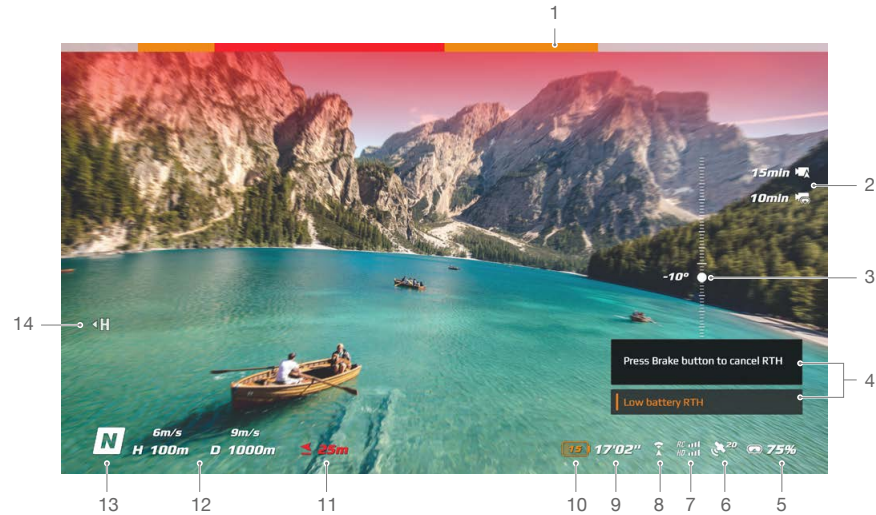 1
15min
2
10min
-10°
3
14
H
Press Brake button to cancel RTH
4
Low battery RTH
N
6m/s 9m/s
H 100m D 1000m
25m
15 17'02"
RC
HD
2D
75%
13 12 11 10 9 8 7 6 5